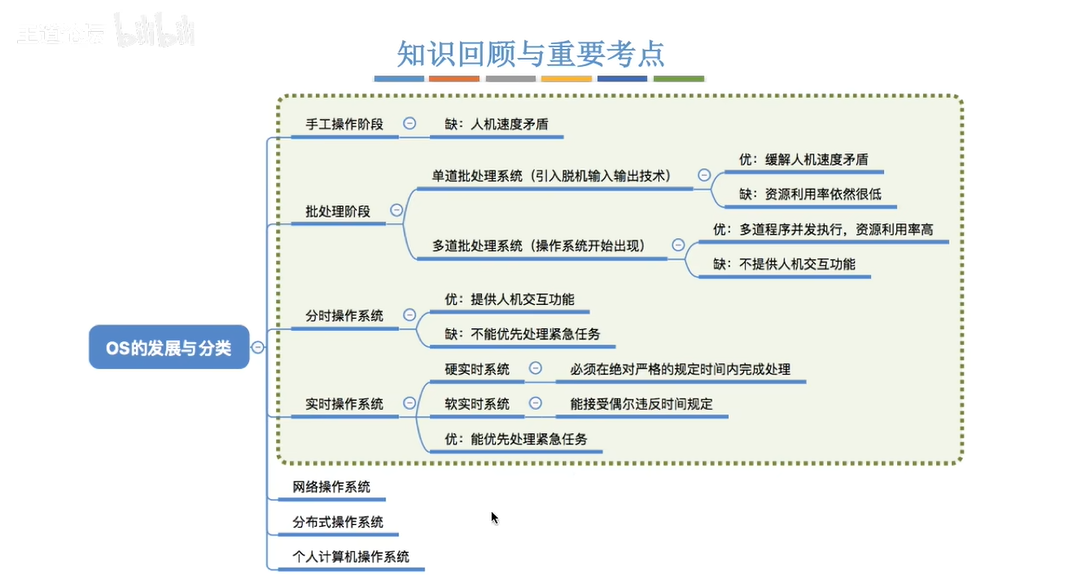 王道论坛 bilibili
知识回顾与重要考点
手工操作阶段
缺：人机速度矛盾
批处理阶段
单道批处理系统（引入脱机输入输出技术）
优：缓解人机速度矛盾
缺：资源利用率依然很低
多道批处理系统（操作系统开始出现）
优：多道程序并发执行，资源利用率高
缺：不提供人机交互功能
OS的发展与分类
分时操作系统
优：提供人机交互功能
缺：不能优先处理紧急任务
实时操作系统
硬实时系统
必须在绝对严格的规定时间内完成处理
软实时系统
能接受偶尔违反时间规定
优：能优先处理紧急任务
网络操作系统
分布式操作系统
个人计算机操作系统